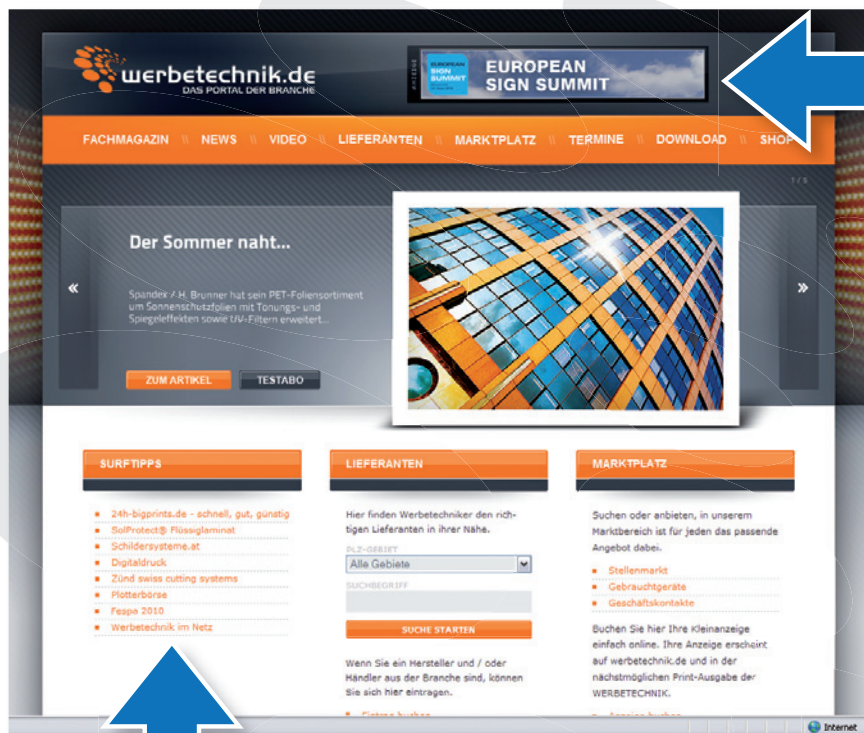 werbetechnik.de
DAS PORTAL DER BRANCHE
ANZEIGE
EUROPEAN
SIGN
SUMMIT
EUROPEAN
SIGN SUMMIT
FACHMAGAZIN \\ NEWS \\ VIDEO \\ LIEFERANTEN \\ MARKTPLATZ \\ TERMINE \\ DOWNLOAD \\ SHOP
1 / 5
Der Sommer naht...
Spandex / H. Brunner hat sein PET-Foliensortiment
um Sonnenschutzfolien mit Tonungs- und
Spiegeleffekten sowie UV-Filtern erweitert...
«
»
ZUM ARTIKEL
TESTABO
SURFTIPPS
24h-bigprints.de - schnell, gut, günstig
SolProtect® Flüssiglaminat
Schildersysteme.at
Digitaldruck
Zünd swiss cutting systems
Plotterbörse
Fespa 2010
Werbetechnik im Netz
LIEFERANTEN
Hier finden Werbetechniker den rich-
tigen Lieferanten in ihrer Nähe.
PLZ-GEBIET
Alle Gebiete
SUCHBEGRIFF
SUCHE STARTEN
Wenn Sie ein Hersteller und / oder
Händler aus der Branche sind, können
Sie sich hier eintragen.
MARKTPLATZ
Suchen oder anbieten, in unserem
Marktbereich ist für jeden das passende
Angebot dabei.
Stellenmarkt
Gebrauchtgeräte
Geschäftskontakte
Buchen Sie hier Ihre Kleinanzeige
einfach online. Ihre Anzeige erscheint
auf werbetechnik.de und in der
nächstmöglichen Print-Ausgabe der
WERBETECHNIK.
Internet